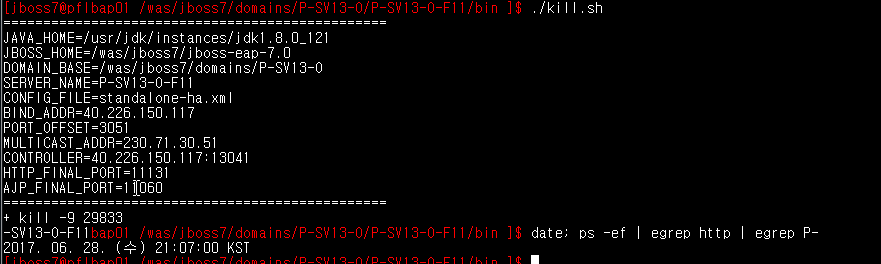 [jboss7@pflbap01 /was/jboss7/domains/P-SV13-0/P-SV13-0-F11/bin ]$ ./kill.sh
================================================
JAVA_HOME=/usr/jdk/instances/jdk1.8.0_121
JBOSS_HOME=/was/jboss7/jboss-eap-7.0
DOMAIN_BASE=/was/jboss7/domains/P-SV13-0
SERVER_NAME=P-SV13-0-F11
CONFIG_FILE=standalone-ha.xml
BIND_ADDR=40.226.150.117
PORT_OFFSET=3051
MULTICAST_ADDR=230.71.30.51
CONTROLLER=40.226.150.117:13041
HTTP_FINAL_PORT=11131
AJP_FINAL_PORT=11060
================================================
+ kill -9 29833
-SV13-0-F11bap01 /was/jboss7/domains/P-SV13-0/P-SV13-0-F11/bin ]$ date; ps -ef | egrep http | egrep P-
2017. 06. 28. (수) 21:07:00 KST
[jboss7@pflbap01 /was/jboss7/domains/P-SV13-0/P-SV13-0-F11/bin ]$